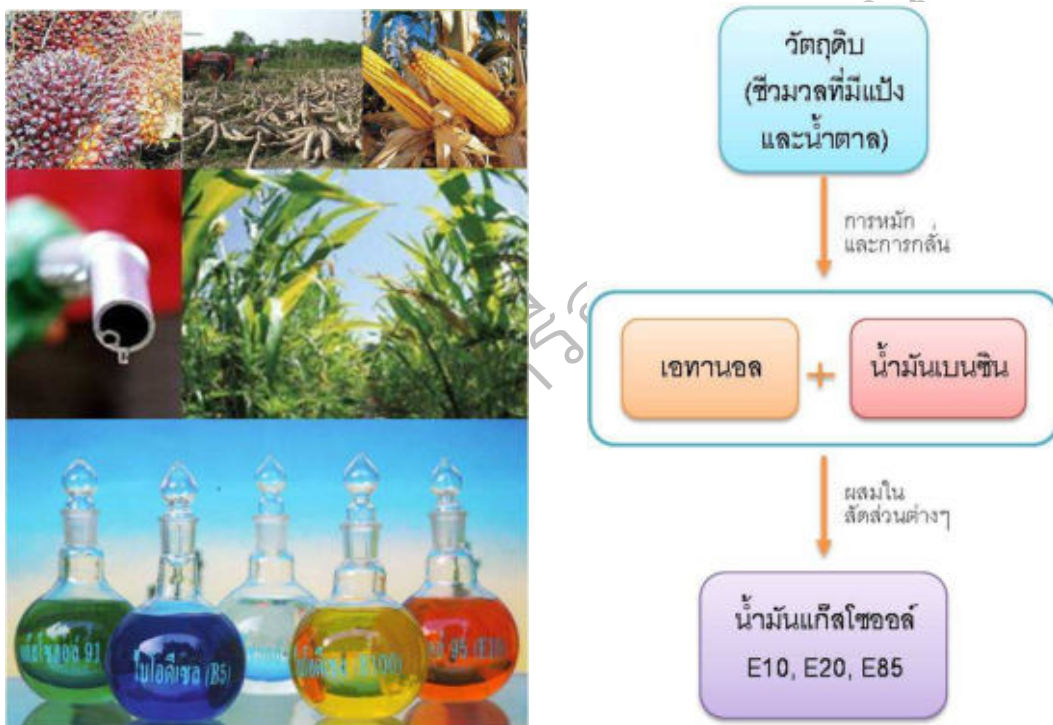 วัตถุดิบ
(ชีวมวลที่มีแป้ง
และน้ำตาล)
การหมัก
และการกลั่น
เอทานอล + น้ำมันเบนซิน
ผสมใน
สัดส่วนต่างๆ
น้ำมันแก๊สโซฮอล์
E10, E20, E85
91
ไบโอดีเซล (B5)
95 (E10)